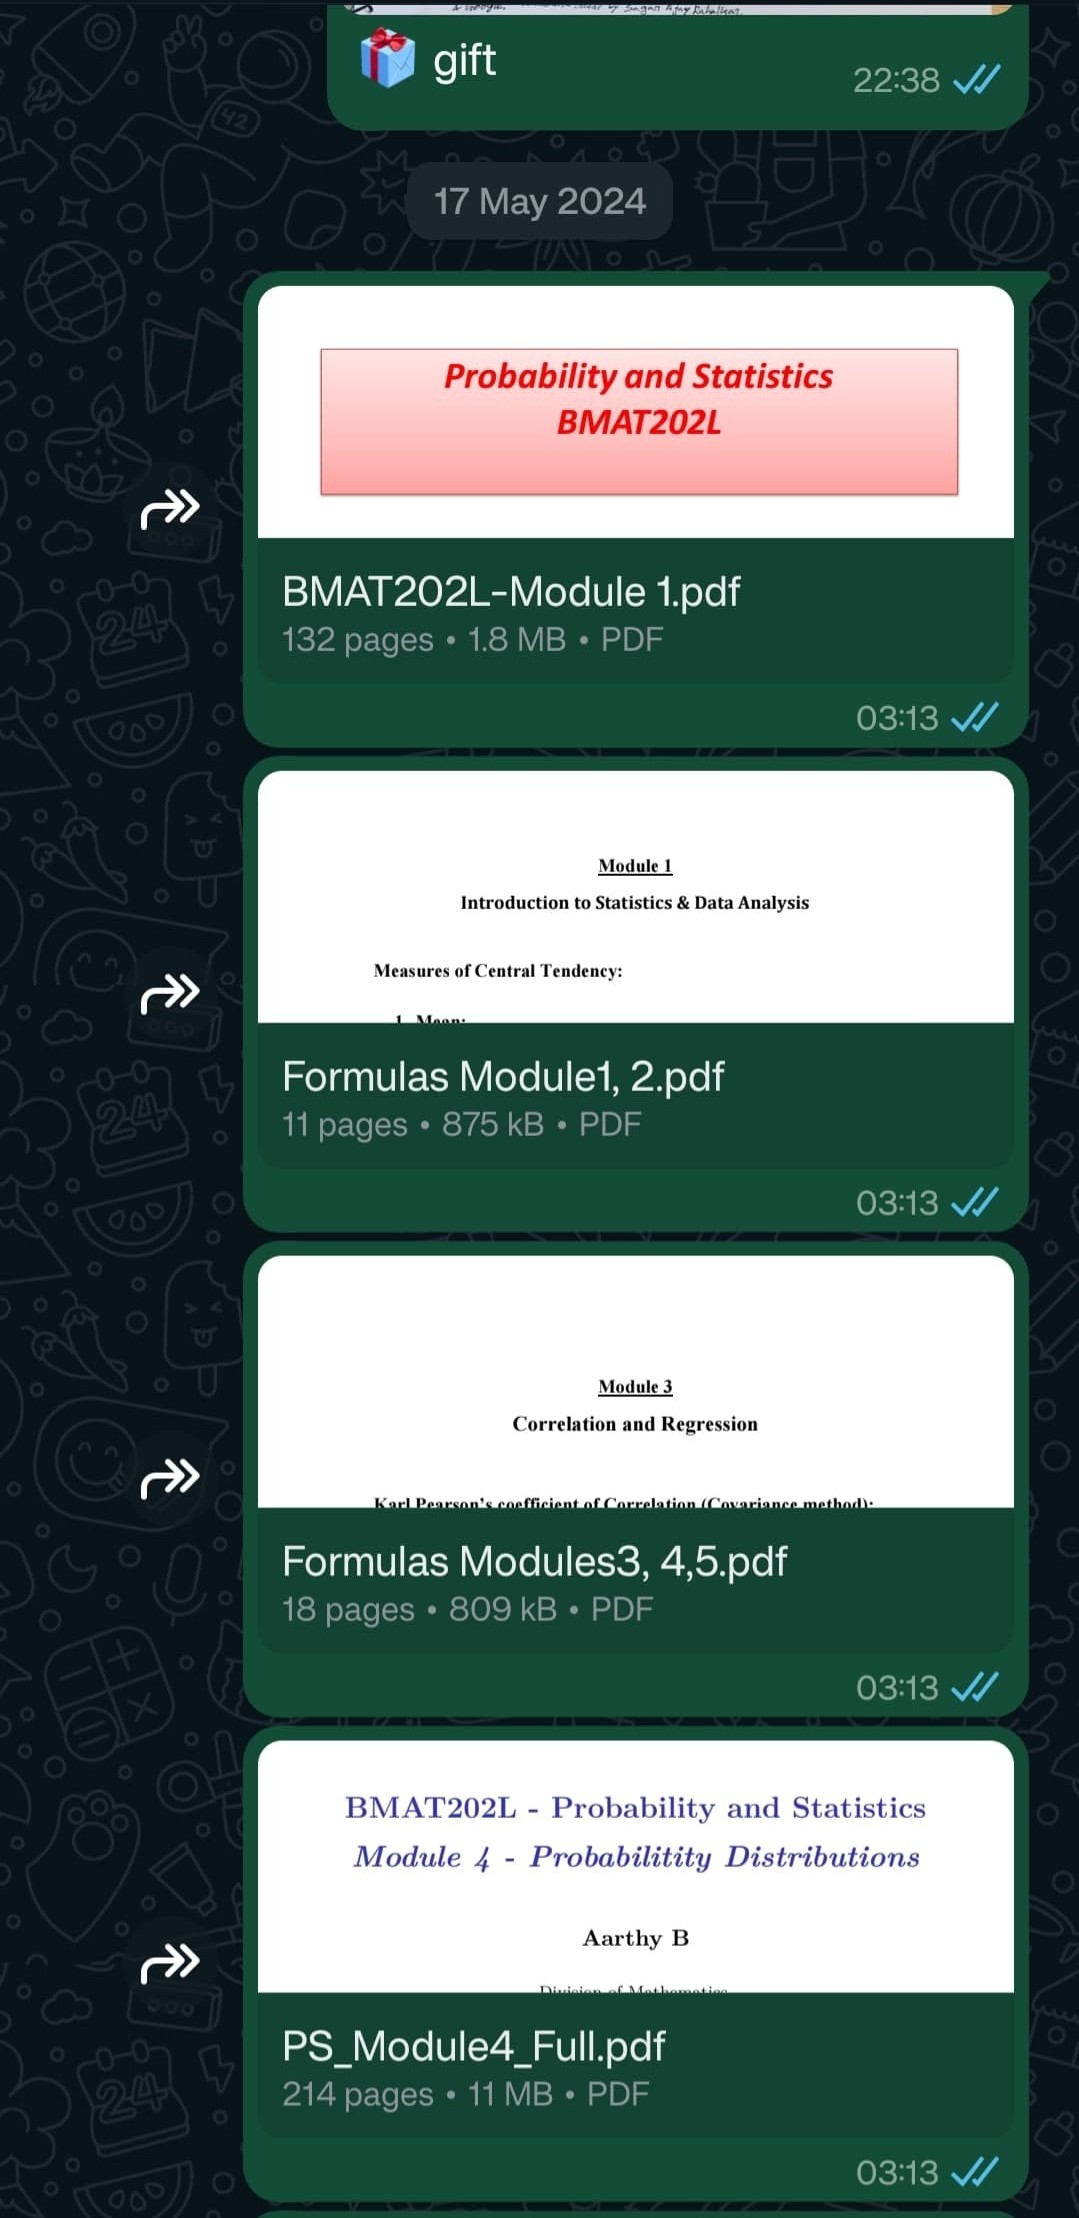 gift
22:38
17 May 2024
Probability and Statistics
BMAT202L
BMAT202L-Module 1.pdf
132 pages • 1.8 MB • PDF
03:13
Module 1
Introduction to Statistics & Data Analysis
Measures of Central Tendency:
1. Mean:
Formulas Module1, 2.pdf
11 pages • 875 kB • PDF
03:13
Module 3
Correlation and Regression
Karl Pearson's coefficient of Correlation (Covariance method):
Formulas Modules3, 4,5.pdf
18 pages • 809 kB • PDF
03:13
BMAT202L - Probability and Statistics
Module 4 - Probabilitity Distributions
Aarthy B
Division of Mathematics
PS_Module4_Full.pdf
214 pages • 11 MB • PDF
03:13